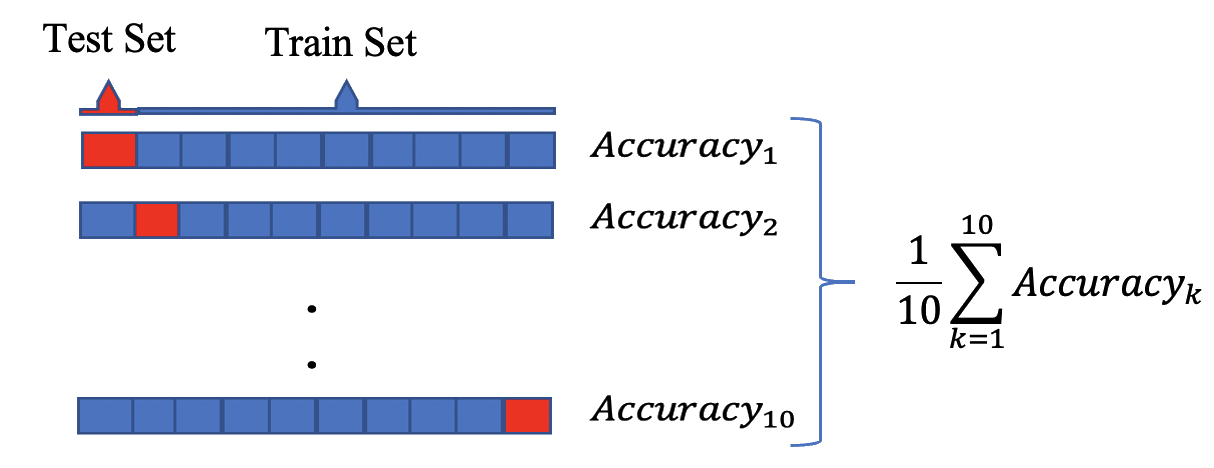 Test Set Train Set
Accuracy₁
Accuracy₂
.
.
Accuracy₁₀
1/10 ∑_{k=1}^{10} Accuracyₖ